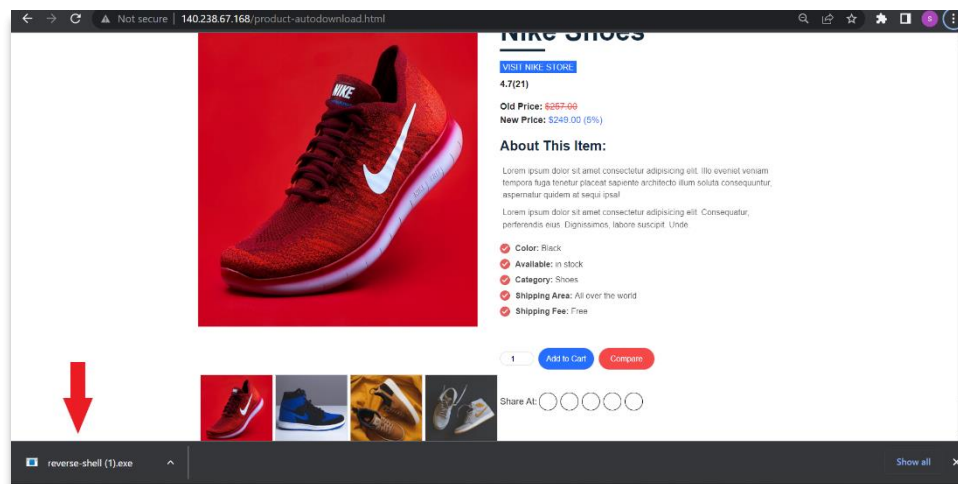 Not secure | 140.238.67.168/product-autodownload.html
S
Nike Shoes
NIKE
VISIT NIKE STORE
4.7(21)
Old Price: $257.00
New Price: $249.00 (5%)
About This Item:
Lorem ipsum dolor sit amet consectetur adipisicing elit. Illo eveniet veniam
tempora fuga tenetur placeat sapiente architecto illum soluta consequuntur,
aspernatur quidem at sequi ipsa!
Lorem ipsum dolor sit amet consectetur adipisicing elit. Consequatur,
perferendis eius. Dignissimos, labore suscipit. Unde.
Color: Black
Available: in stock
Category: Shoes
Shipping Area: All over the world
Shipping Fee: Free
1 Add to Cart Compare
Share At:
reverse-shell (1).exe
Show all